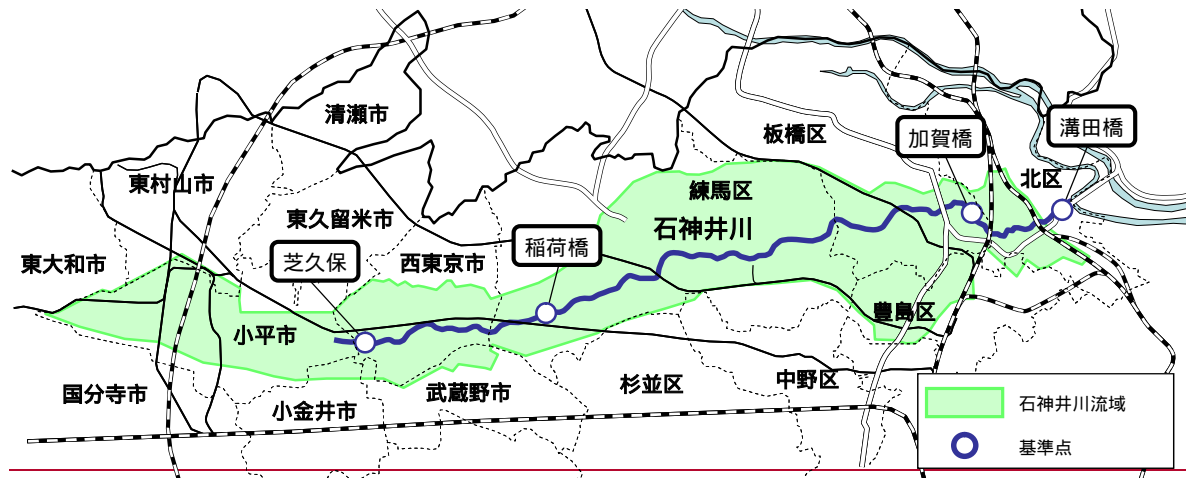 清瀬市
板橋区
加賀橋
溝田橋
東村山市
練馬区
北区
東久留米市
石神井川
稲荷橋
芝久保
西東京市
東大和市
豊島区
小平市
国分寺市
小金井市
武蔵野市
杉並区
中野区
石神井川流域
基準点